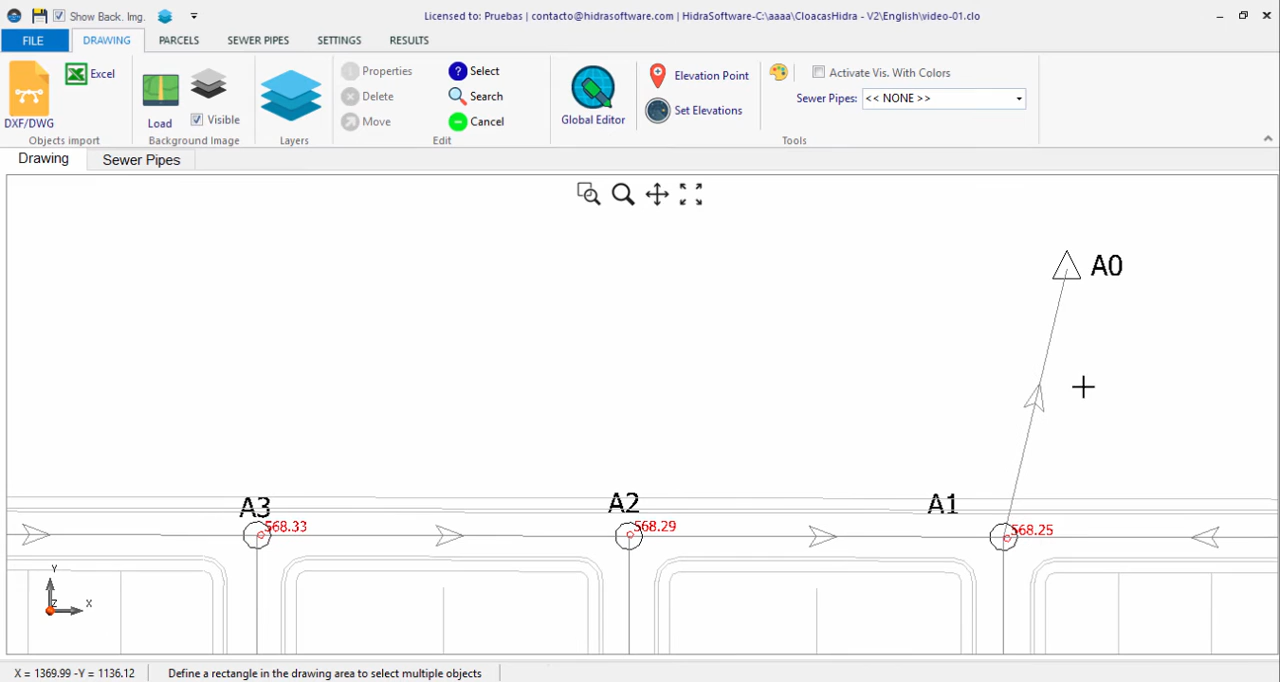 Show Back. Img.
Licensed to: Pruebas | contacto@hidrasoftware.com | HidraSoftware-C:\aaaa\CloacasHidra - V2\English\video-01.clo
FILE DRAWING PARCELS SEWER PIPES SETTINGS RESULTS
DXF/DWG
Excel
Objects import
Load
Visible
Background Image
Layers
Properties
Delete
Move
Select
Search
Cancel
Edit
Global Editor
Elevation Point
Set Elevations
Activate Vis. With Colors
Sewer Pipes: << NONE >>
Tools
Drawing Sewer Pipes
A0
A3
568.33
A2
568.29
A1
568.25
Y
Z
X
X = 1369.99 -Y = 1136.12
Define a rectangle in the drawing area to select multiple objects